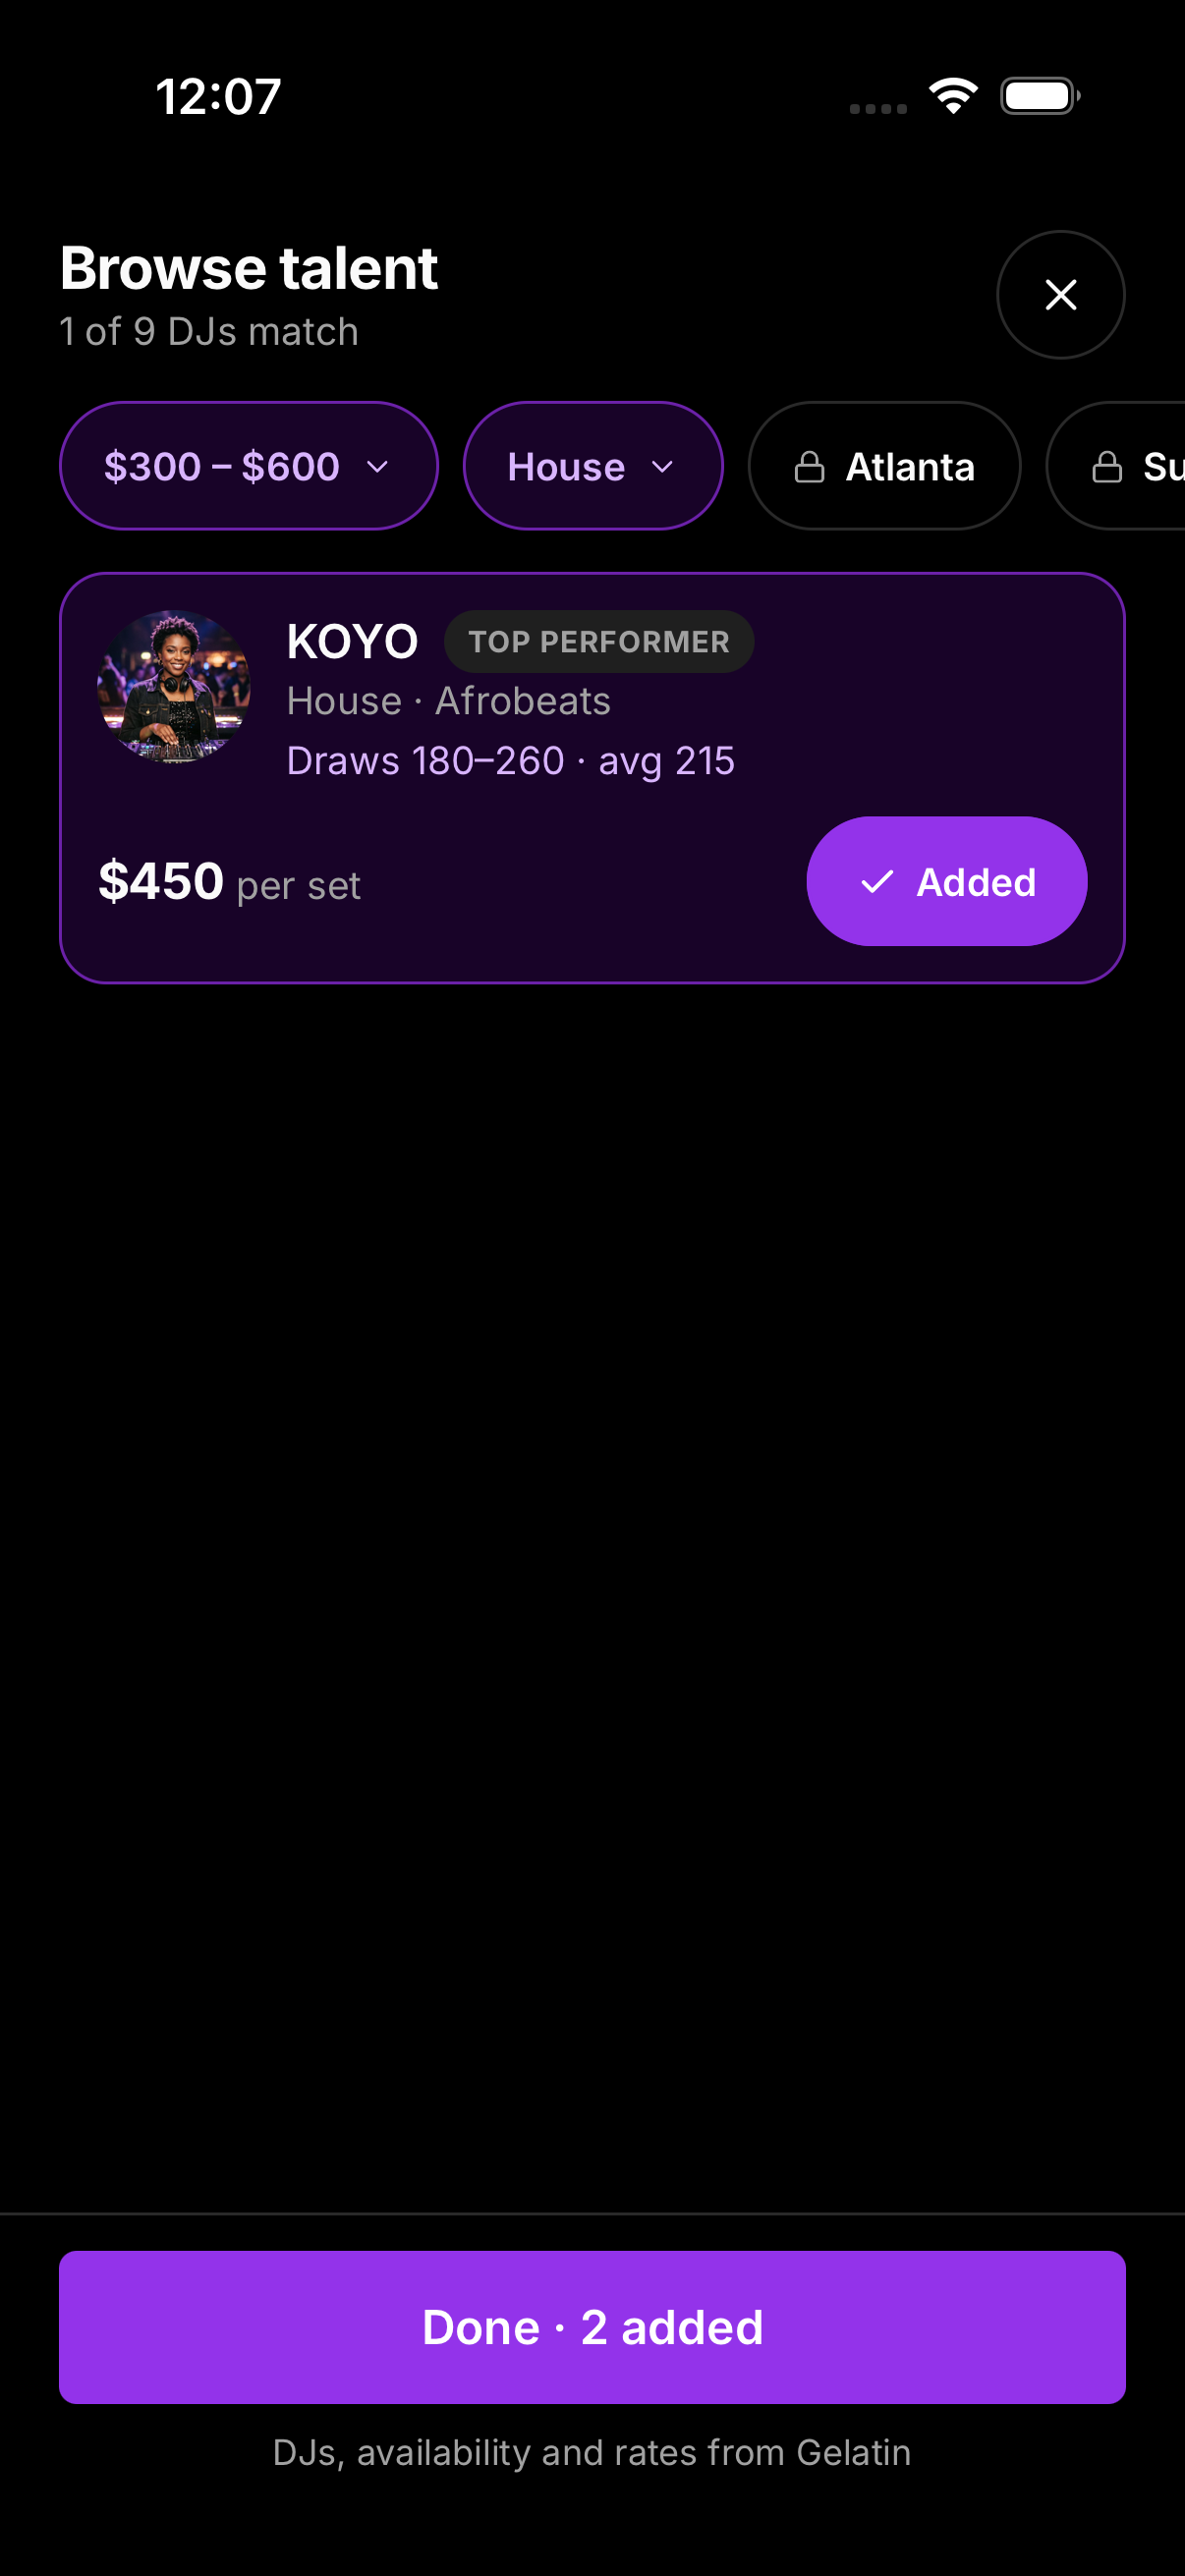 12:07
Browse talent
1 of 9 DJs match
$300 – $600
House
Atlanta
Su
KOYO
TOP PERFORMER
House · Afrobeats
Draws 180–260 · avg 215
$450 per set
Added
Done · 2 added
DJs, availability and rates from Gelatin